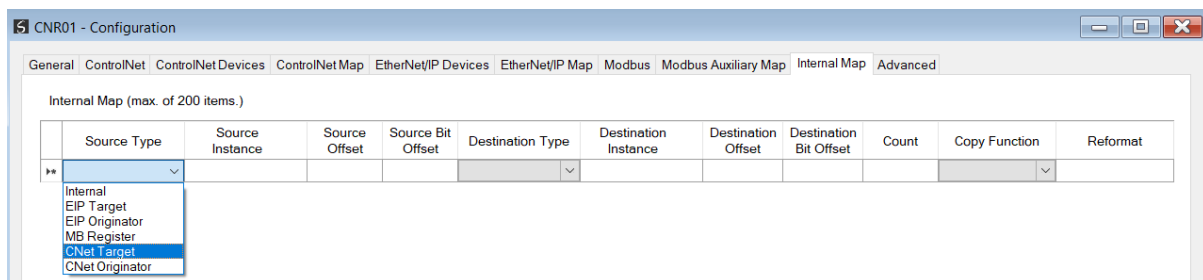 CNR01 - Configuration
General ControlNet ControlNet Devices ControlNet Map EtherNet/IP Devices EtherNet/IP Map Modbus Modbus Auxiliary Map Internal Map Advanced
Internal Map (max. of 200 items.)
Source Type Source Instance Source Offset Source Bit Offset Destination Type Destination Instance Destination Offset Destination Bit Offset Count Copy Function Reformat
Internal
EIP Target
EIP Originator
MB Register
CNet Target
CNet Originator